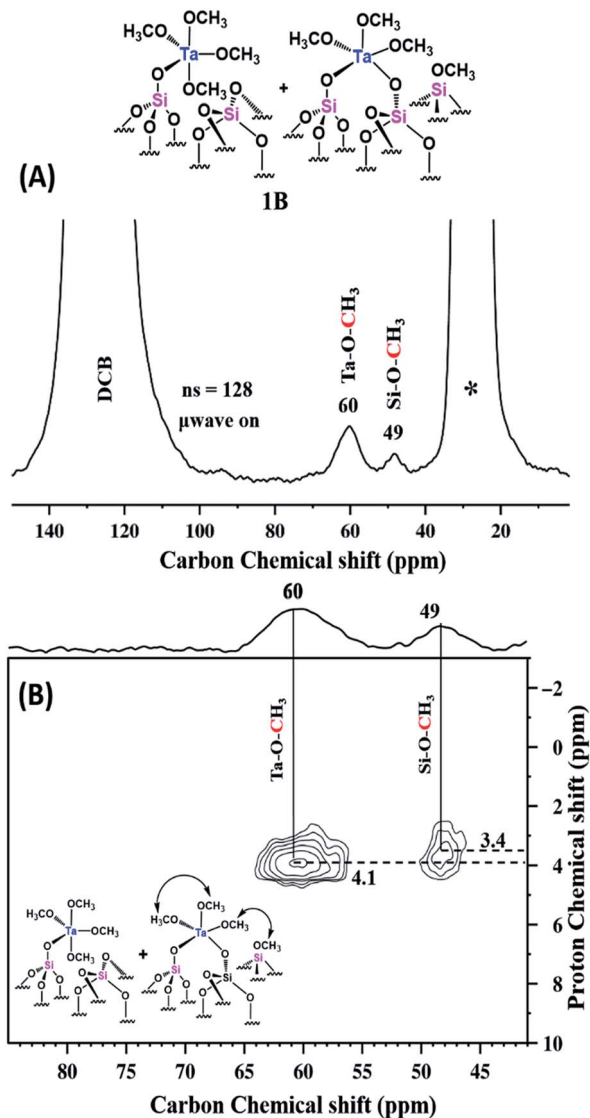 OCH₃ OCH₃
H₃CO H₃CO
Ta OCH₃ Ta OCH₃
O OCH₃ O + O O OCH₃
Si Si Si Si Si
O O O O O O O O O O
1B
(A)
DCB
ns = 128
μwave on
Ta-O-CH₃
60
Si-O-CH₃
49
*
140 120 100 80 60 40 20
Carbon Chemical shift (ppm)
60
49
(B)
Ta-O-CH₃
Si-O-CH₃
3.4
4.1
OCH₃ OCH₃
H₃CO H₃CO
Ta OCH₃ Ta OCH₃
O OCH₃ O + O O OCH₃
Si Si Si Si Si
O O O O O O O O O O
−2
0
2
4
6
8
10
Proton Chemical shift (ppm)
80 75 70 65 60 55 50 45
Carbon Chemical shift (ppm)